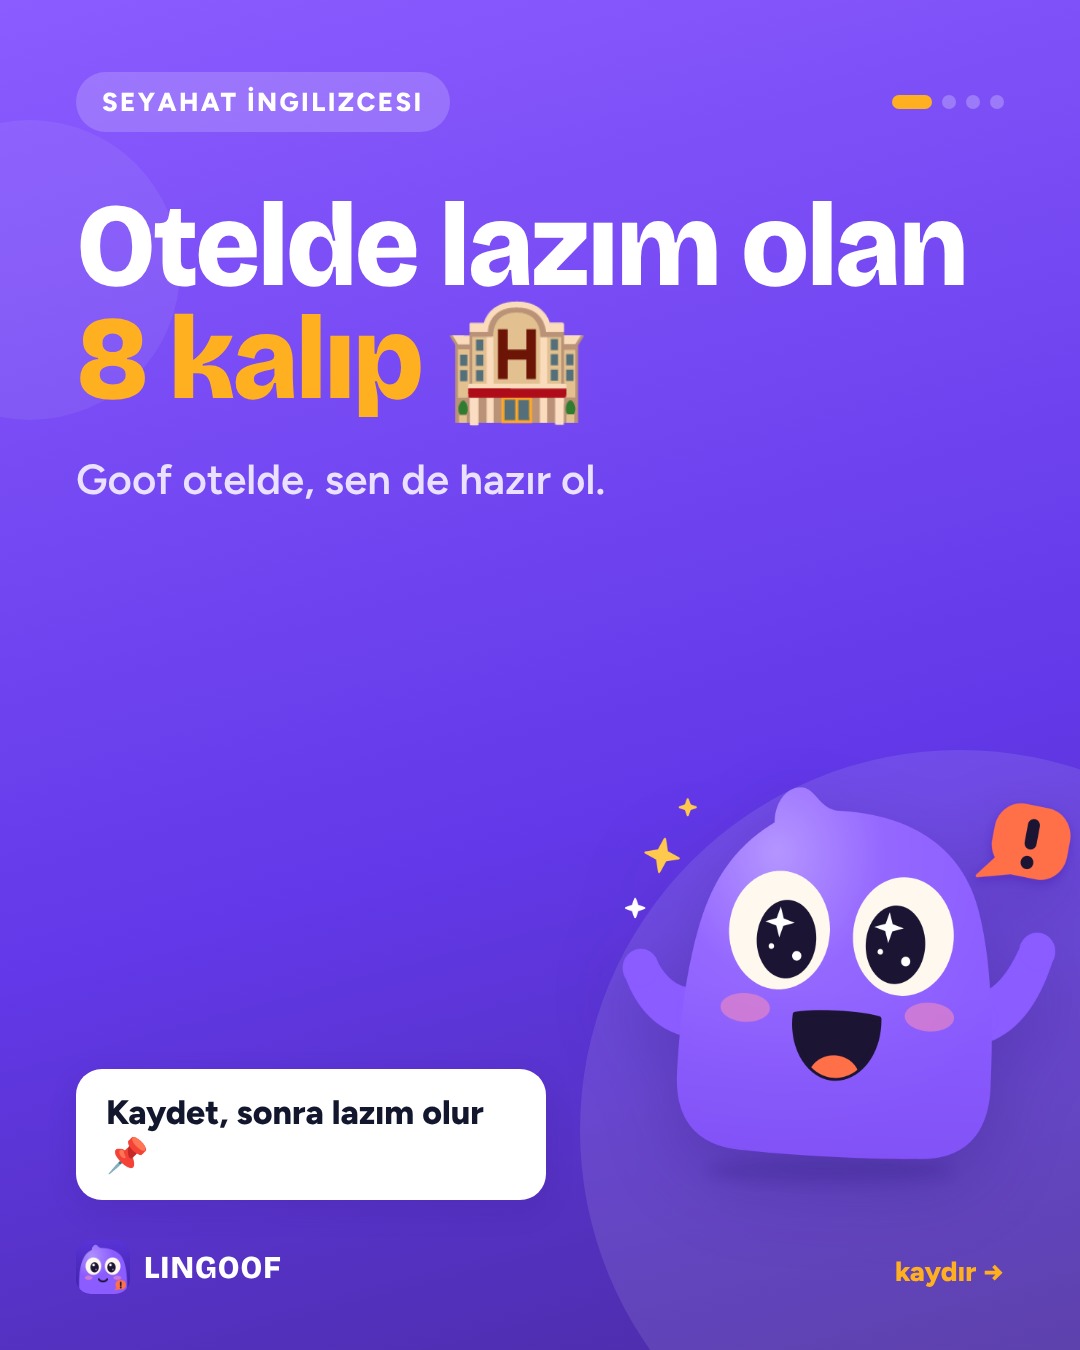 SEYAHAT İNGILIZCESI
Otelde lazım olan
8 kalıp 🏨
Goof otelde, sen de hazır ol.
Kaydet, sonra lazım olur
📌
LINGOOF
kaydır →